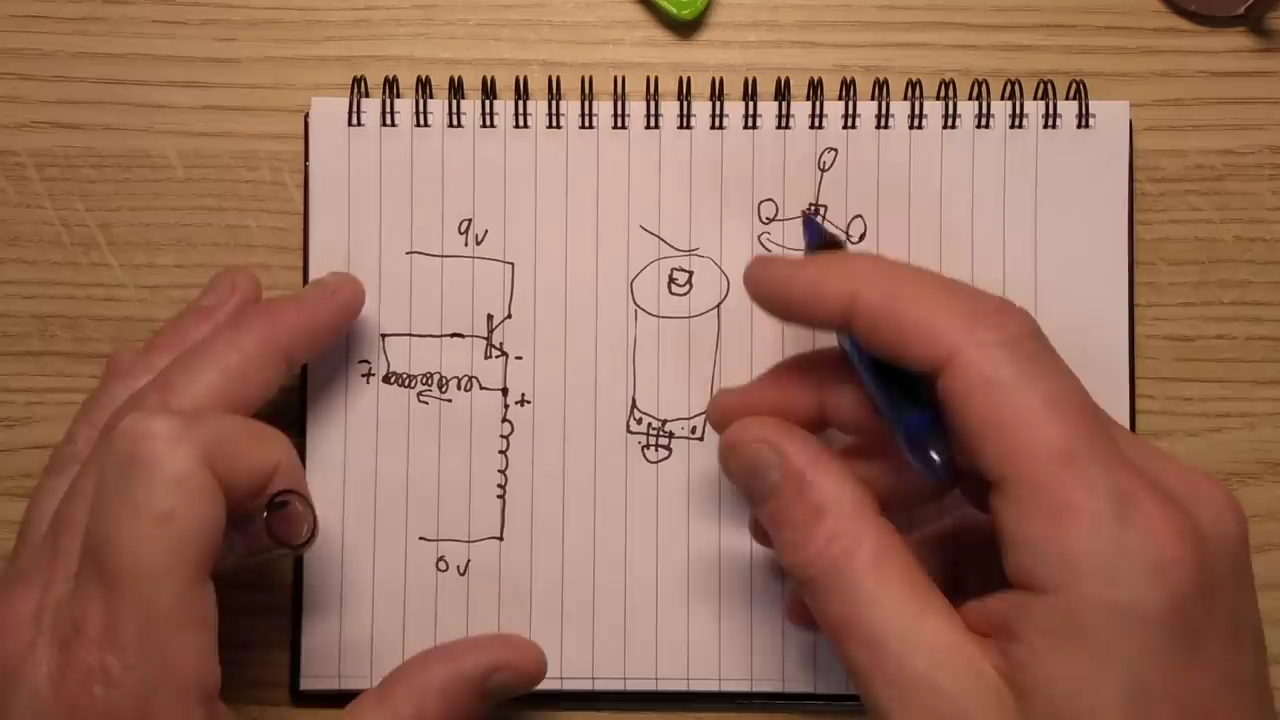 9v
-
+
+
0v